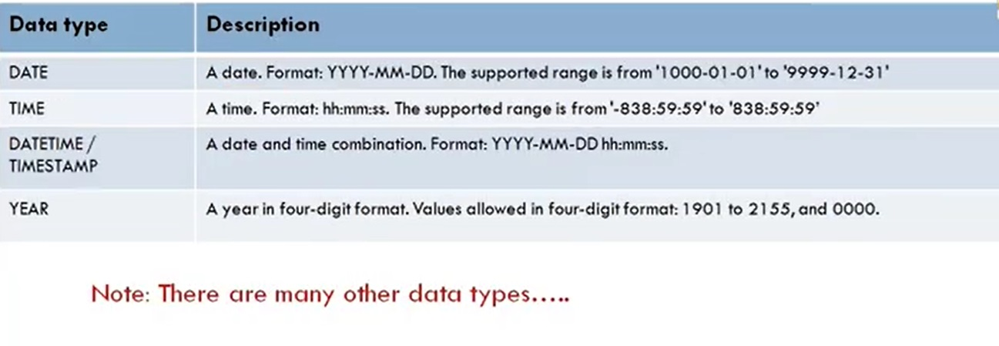 Data type Description
DATE A date. Format: YYYY-MM-DD. The supported range is from '1000-01-01' to '9999-12-31'
TIME A time. Format: hh:mm:ss. The supported range is from '-838:59:59' to '838:59:59'
DATETIME / A date and time combination. Format: YYYY-MM-DD hh:mm:ss.
TIMESTAMP
YEAR A year in four-digit format. Values allowed in four-digit format: 1901 to 2155, and 0000.
Note: There are many other data types.....